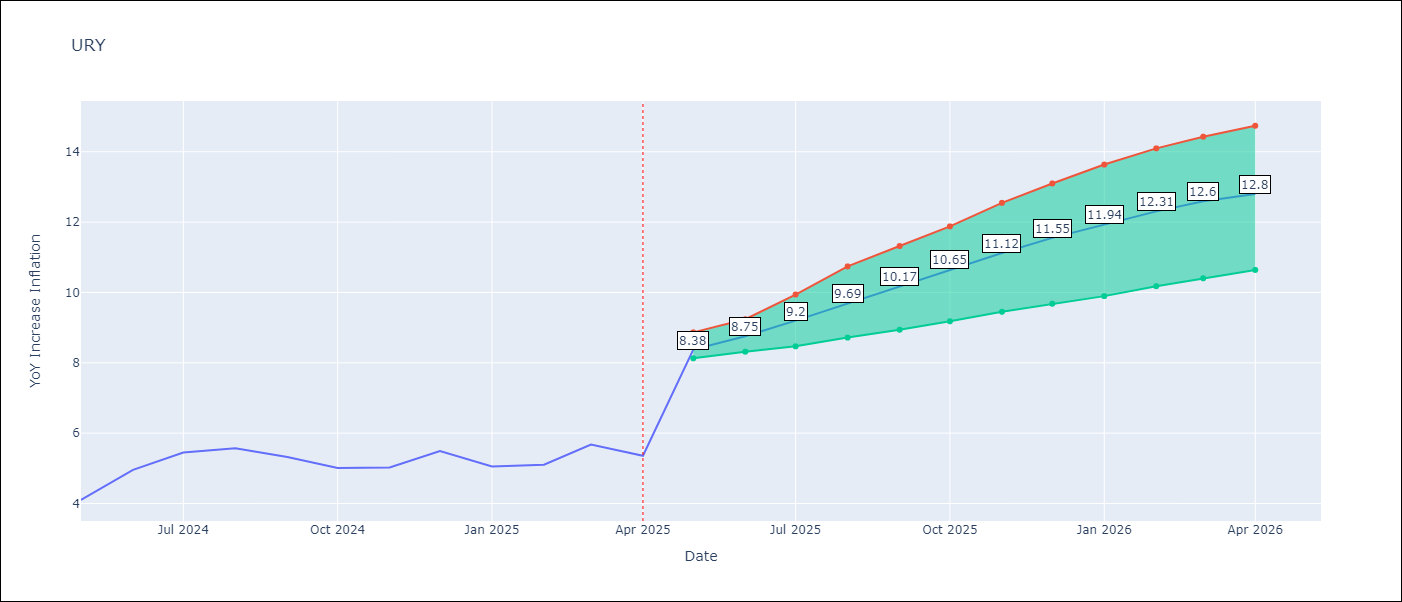 URY
YoY Increase Inflation
14
12
10
8
6
4
8.38
8.75
9.2
9.69
10.17
10.65
11.12
11.55
11.94
12.31
12.6
12.8
Jul 2024
Oct 2024
Jan 2025
Apr 2025
Jul 2025
Oct 2025
Jan 2026
Apr 2026
Date